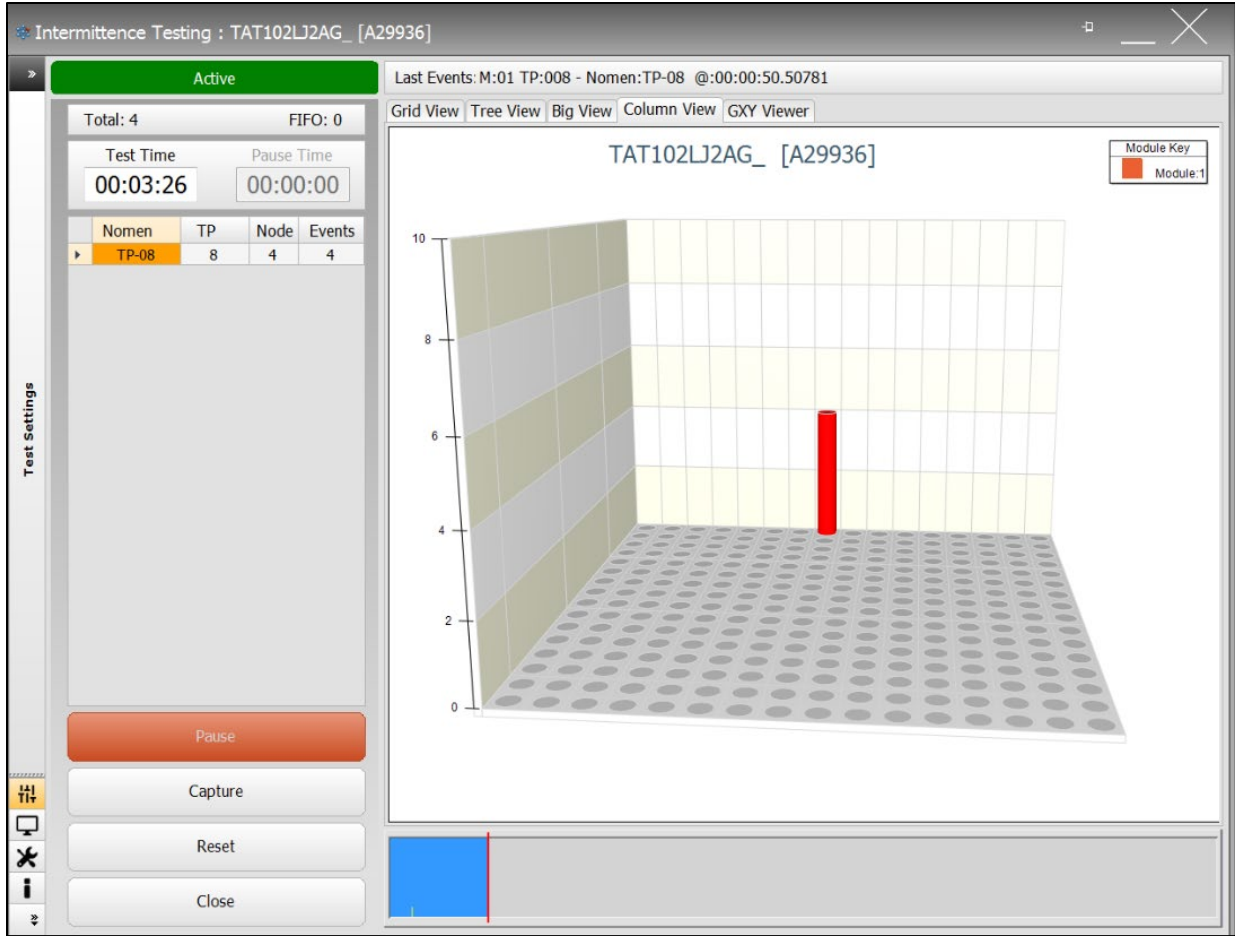 Intermittence Testing : TAT102LJ2AG_ [A29936]
Active
Total: 4 FIFO: 0
Test Time Pause Time
00:03:26 00:00:00
Nomen TP Node Events
TP-08 8 4 4
Test Settings
Pause
Capture
Reset
Close
Last Events: M:01 TP:008 - Nomen:TP-08 @:00:00:50.50781
Grid View Tree View Big View Column View GXY Viewer
TAT102LJ2AG_ [A29936]
Module Key
Module:1
10
8
6
4
2
0